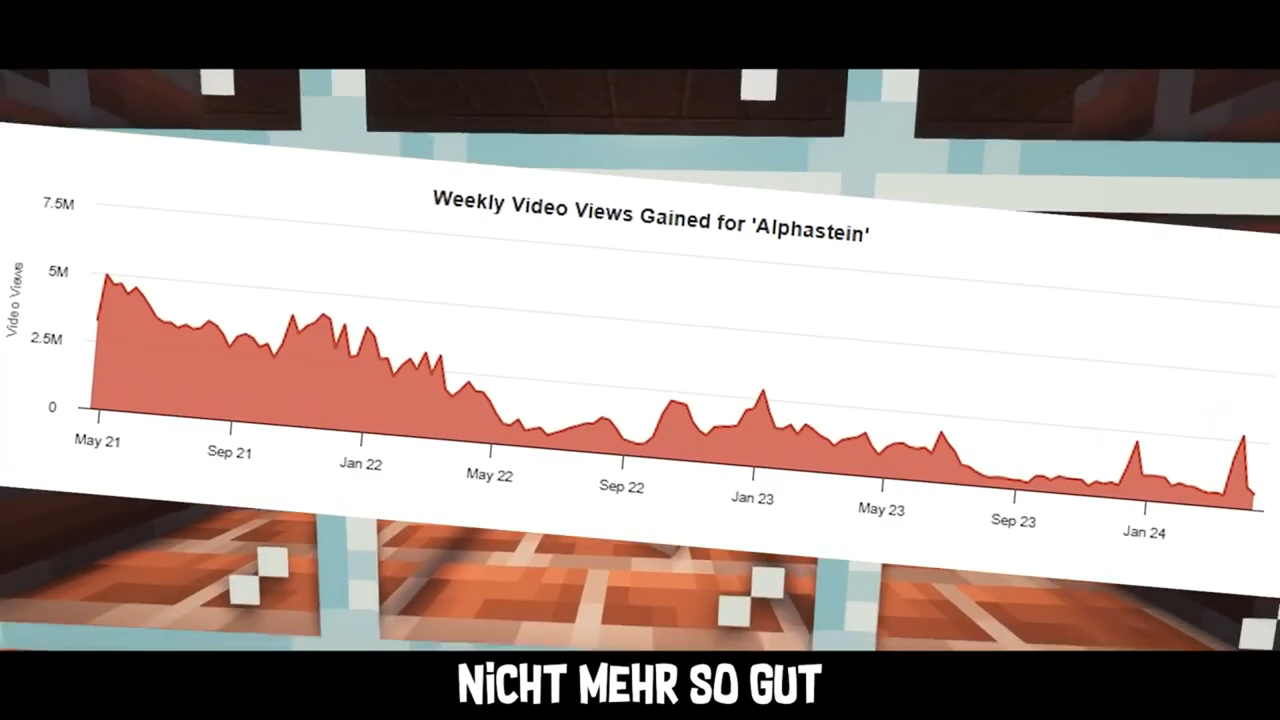 Weekly Video Views Gained for 'Alphastein'
7.5M
5M
2.5M
0
Video Views
May 21
Sep 21
Jan 22
May 22
Sep 22
Jan 23
May 23
Sep 23
Jan 24
NiCHT MEHR SO GUT